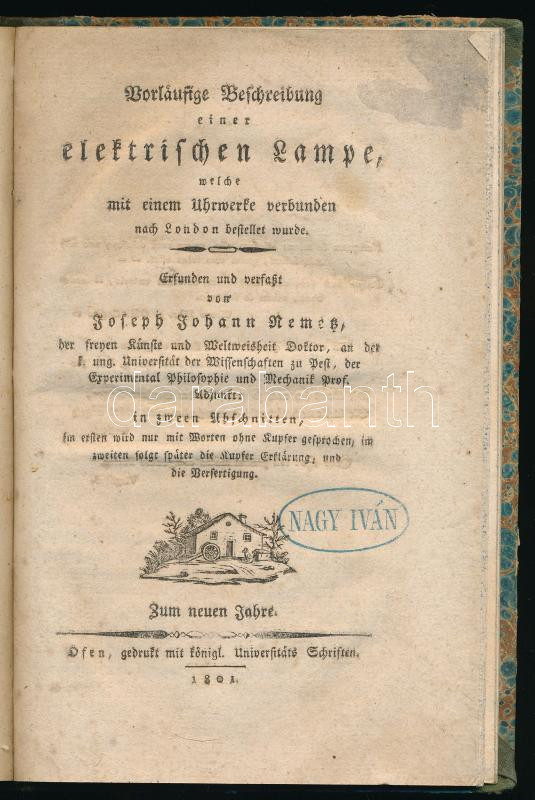 Vorläufige Beschreibung
einer
elektrischen Lampe,
welche
mit einem Uhrwerke verbunden
nach London bestellet wurde.
Erfunden und verfaßt
von
Joseph Johann Nemetz,
der freyen Künste und Weltweisheit Doktor, an der
k. ung. Universität der Wissenschaften zu Pest, der
Experimental Philosophie und Mechanik Prof.
Adjunkt;
in zween Abschnitten,
im ersten wird nur mit Worten ohne Kupfer gesprochen, im
zweiten folgt später die Kupfer Erklärung, und
die Verfertigung.
NAGY IVÁN
Zum neuen Jahre.
Ofen, gedrukt mit königl. Universitäts Schriften.
1801.
darabanth